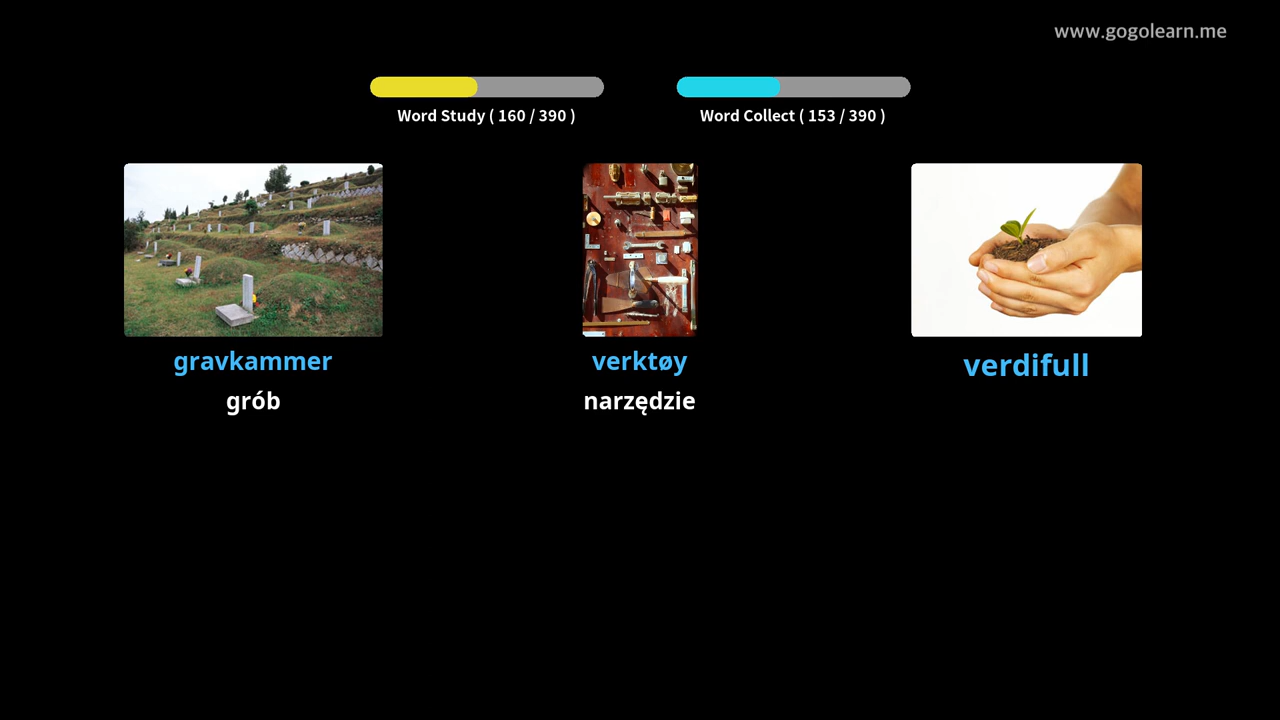 www.gogolearn.me
Word Study ( 160 / 390 )
Word Collect ( 153 / 390 )
gravkammer
grób
verktøy
narzędzie
verdifull